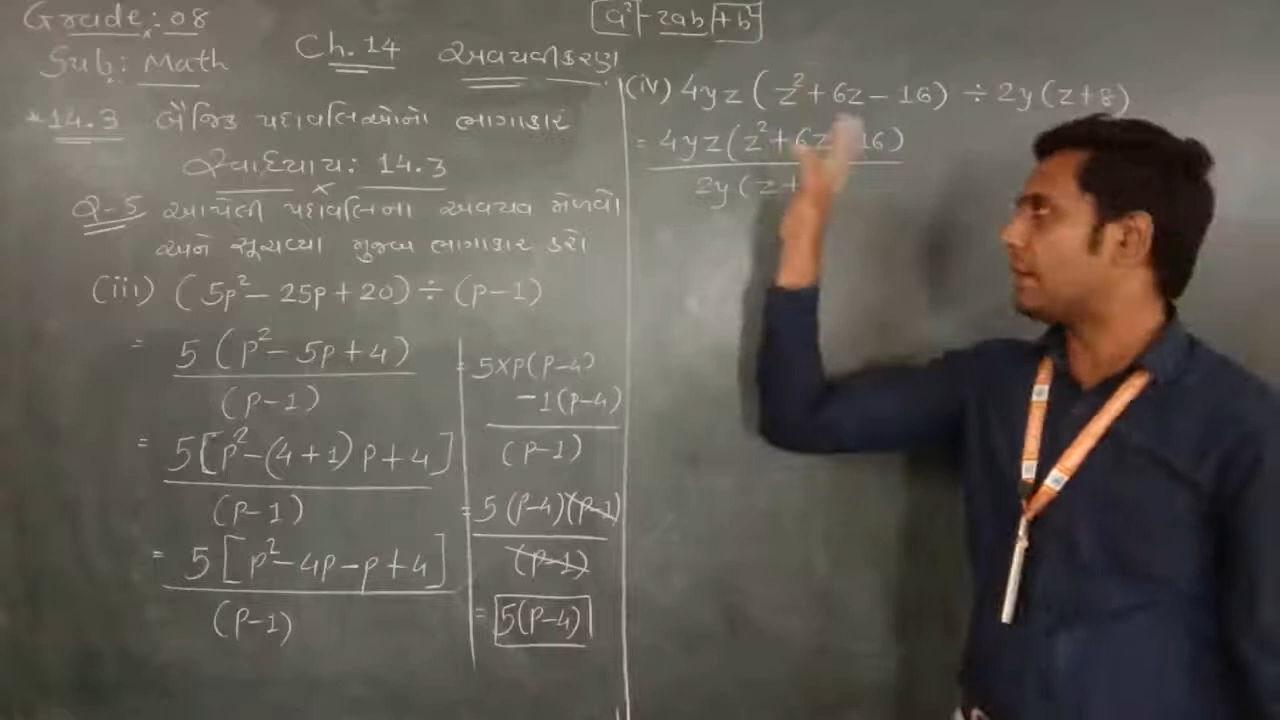 Grade: 08
Sub: Math
Ch. 14 અવયવીકરણ
a² - 2ab + b²
* 14.3 બૈજિક પદાવલિઓનો ભાગાકાર
સ્વાધ્યાય: 14.3
Q-5 આપેલી પદાવલિના અવયવ મેળવો
અને સૂચવ્યા મુજબ ભાગાકાર કરો
(iii) (5p² - 25p + 20) ÷ (p-1)
= 5 (p² - 5p + 4)
(p-1)
= 5[p² - (4+1) p + 4]
(p-1)
= 5[p² - 4p - p + 4]
(p-1)
= 5xp(p-4)
-1(p-4)
(p-1)
= 5 (p-4)(p-1)
(p-1)
= 5(p-4)
(iv) 4yz (z² + 6z - 16) ÷ 2y(z+8)
= 4yz(z² + 6z 16)
2y(z+